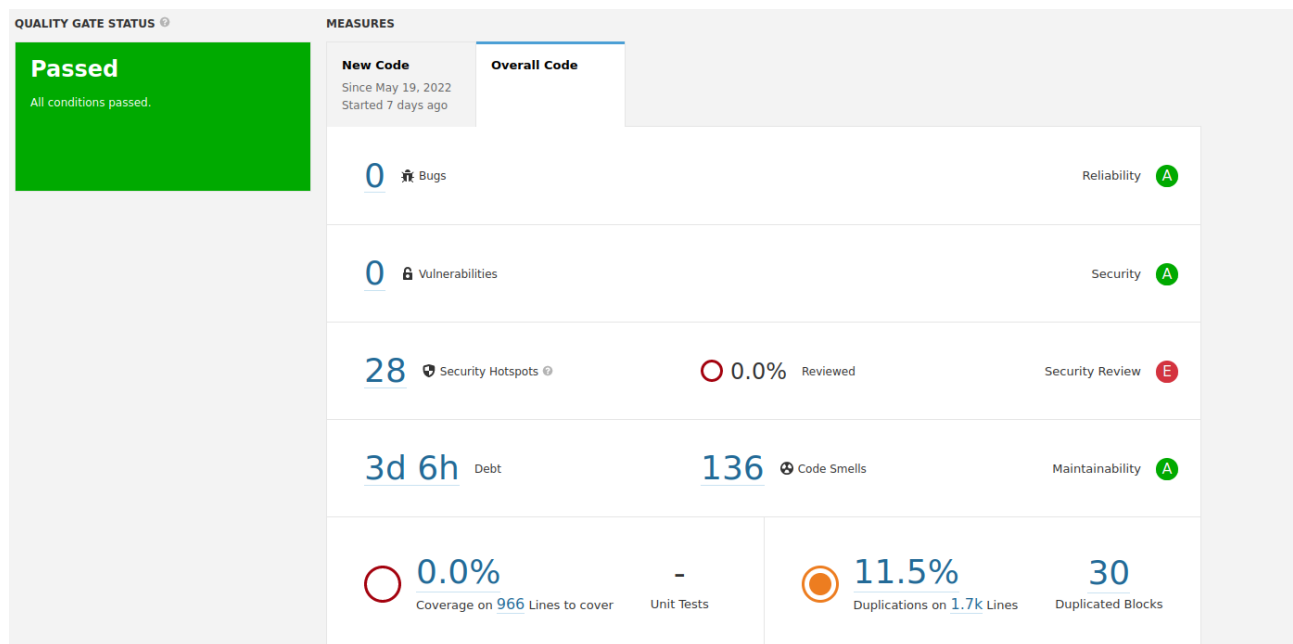 QUALITY GATE STATUS ?
MEASURES
Passed
All conditions passed.
New Code
Since May 19, 2022
Started 7 days ago
Overall Code
0 Bugs Reliability A
0 Vulnerabilities Security A
28 Security Hotspots ? 0.0% Reviewed Security Review E
3d 6h Debt 136 Code Smells Maintainability A
0.0% - 11.5% 30
Coverage on 966 Lines to cover Unit Tests Duplications on 1.7k Lines Duplicated Blocks